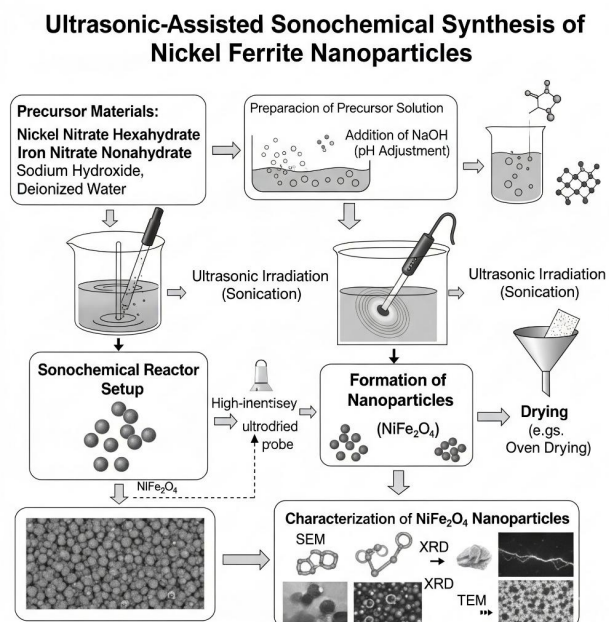 Ultrasonic-Assisted Sonochemical Synthesis of
Nickel Ferrite Nanoparticles
Precursor Materials:
Nickel Nitrate Hexahydrate
Iron Nitrate Nonahydrate
Sodium Hydroxide,
Deionized Water
Preparacion of Precursor Solution
Addition of NaOH
(pH Adjustment)
Ultrasonic Irradiation
(Sonication)
Ultrasonic Irradiation
(Sonication)
Sonochemical Reactor
Setup
High-inentisey
ultrodried
probe
Formation of
Nanoparticles
(NiFe₂O₄)
Drying
(e.gs.
Oven Drying)
NIFe₂O₄
Characterization of NiFe₂O₄ Nanoparticles
SEM
XRD
XRD
TEM